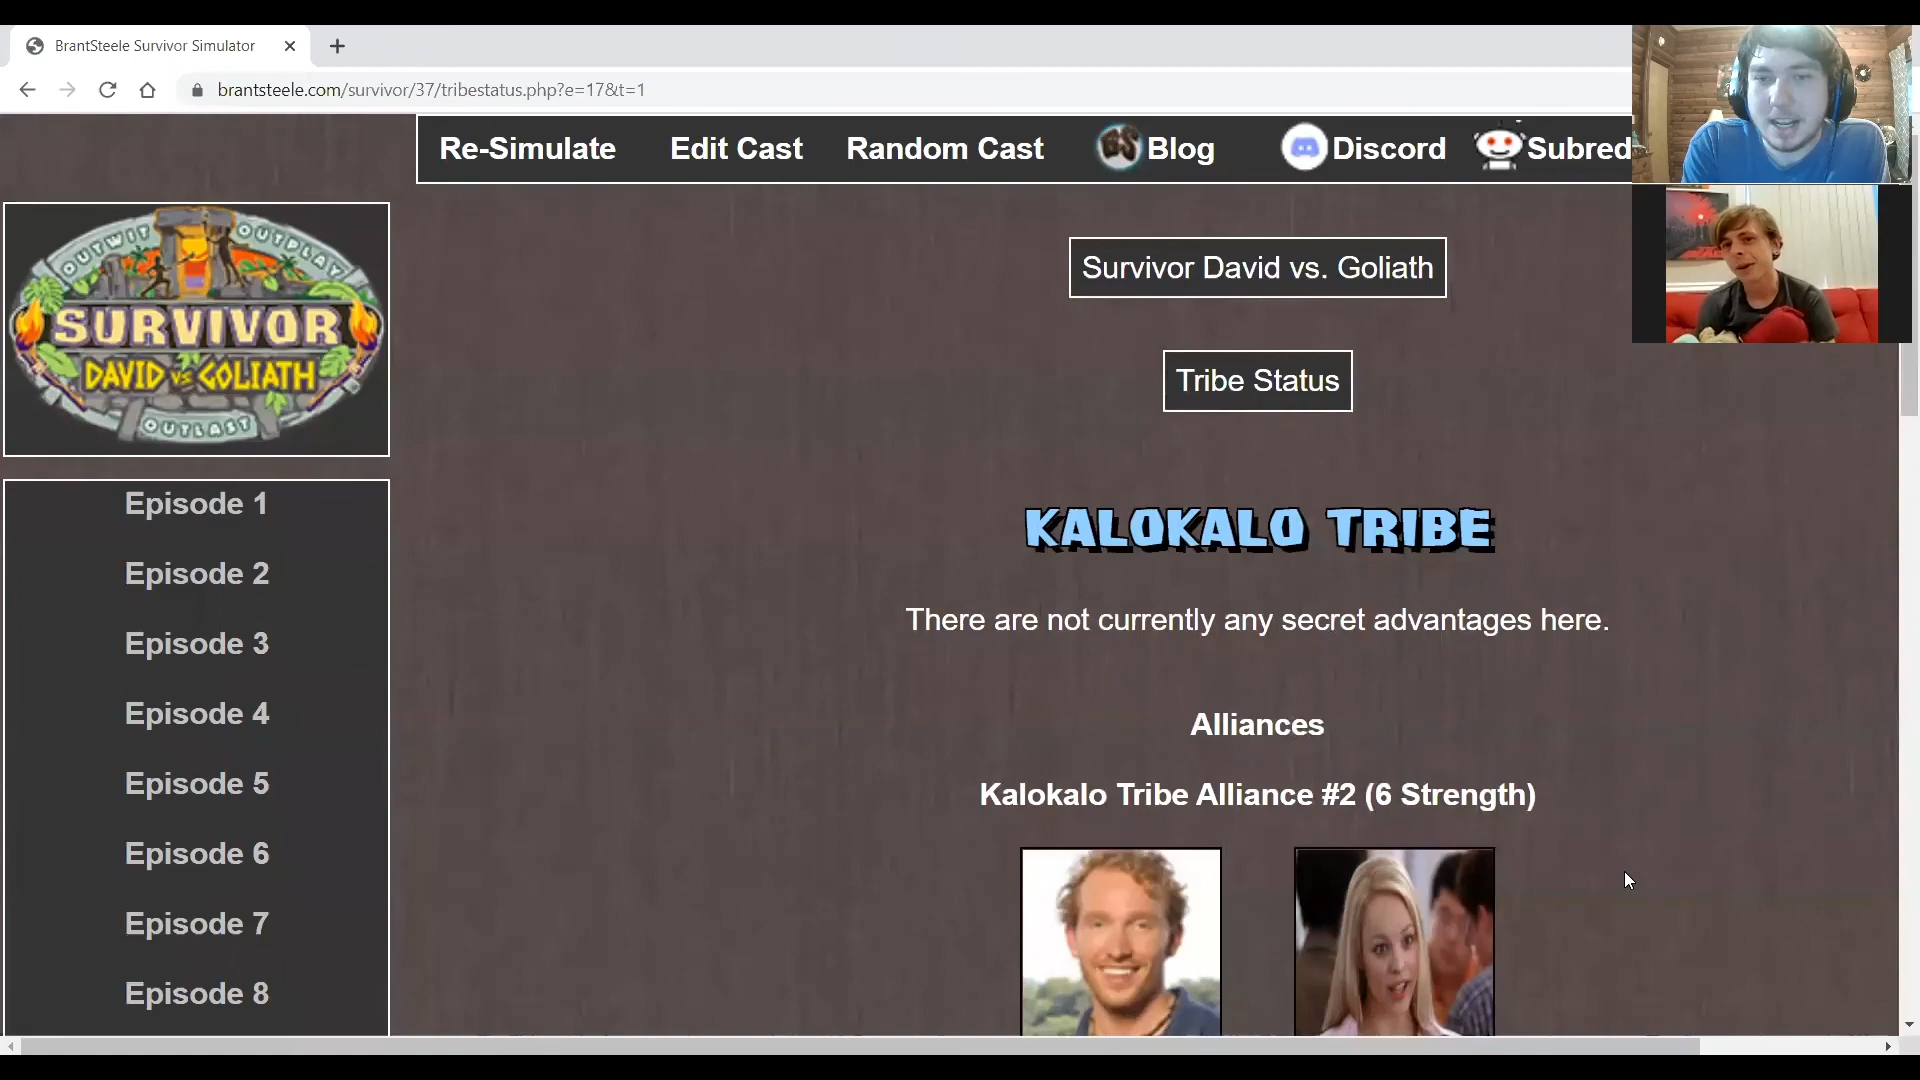 BrantSteele Survivor Simulator
brantsteele.com/survivor/37/tribestatus.php?e=17&t=1
Re-Simulate Edit Cast Random Cast BS Blog Discord Subred
OUTWIT OUTPLAY
SURVIVOR
DAVID vs GOLIATH
OUTLAST
Survivor David vs. Goliath
Tribe Status
KALOKALO TRIBE
There are not currently any secret advantages here.
Alliances
Kalokalo Tribe Alliance #2 (6 Strength)
Episode 1
Episode 2
Episode 3
Episode 4
Episode 5
Episode 6
Episode 7
Episode 8